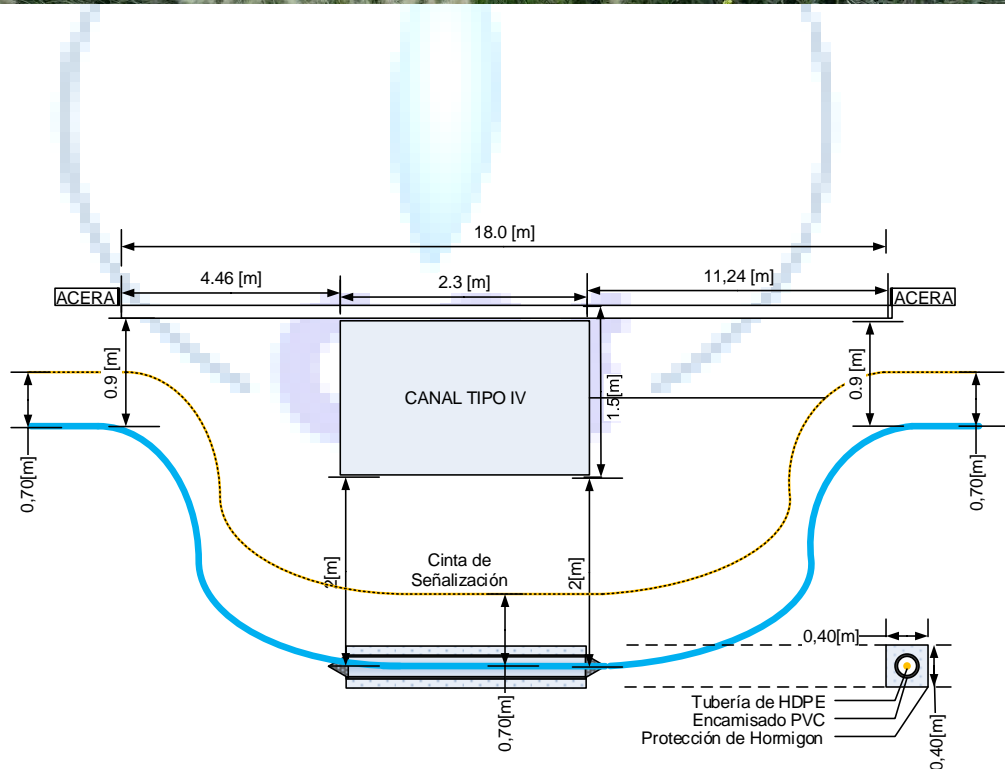 18.0 [m]
4.46 [m]
2.3 [m]
11,24 [m]
ACERA
ACERA
0.9 [m]
0.9 [m]
CANAL TIPO IV
1.5[m]
0,70[m]
0,70[m]
Cinta de
Señalización
2[m]
2[m]
0,40[m]
Tubería de HDPE
Encamisado PVC
Protección de Hormigon
0,70[m]
0,40[m]